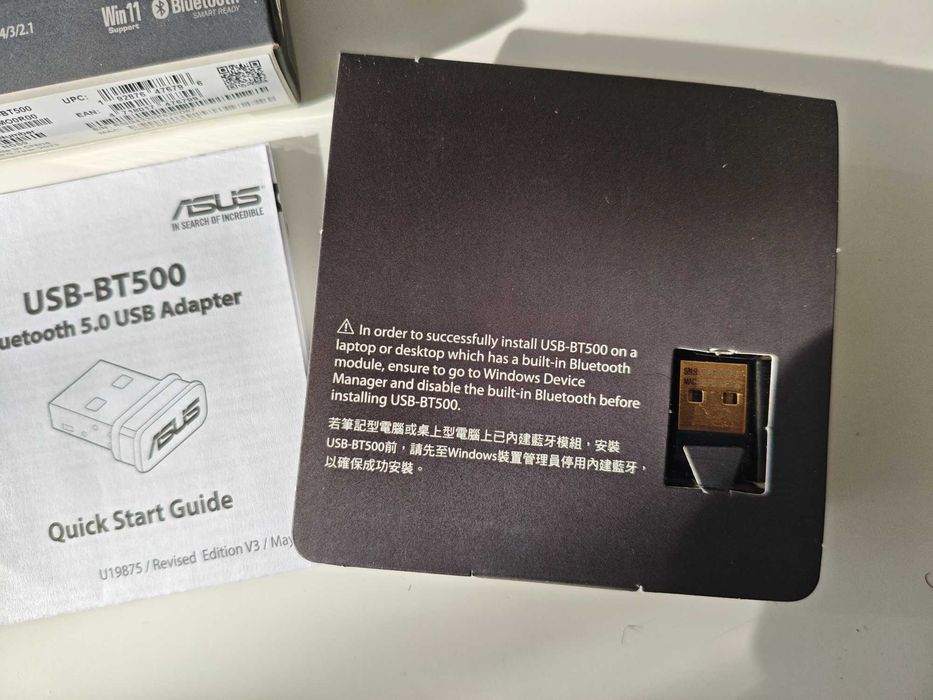 4/3/2.1
Win11
Support
Bluetooth
SMART READY
BT500
UPC:
EAN:
ASUS
IN SEARCH OF INCREDIBLE
USB-BT500
uetooth 5.0 USB Adapter
ASUS
Quick Start Guide
U19875 / Revised Edition V3 / May
⚠ In order to successfully install USB-BT500 on a
laptop or desktop which has a built-in Bluetooth
module, ensure to go to Windows Device
Manager and disable the built-in Bluetooth before
installing USB-BT500.
若筆記型電腦或桌上型電腦上已內建藍牙模組，安裝
USB-BT500前，請先至Windows裝置管理員停用內建藍牙，
以確保成功安裝。
MAC